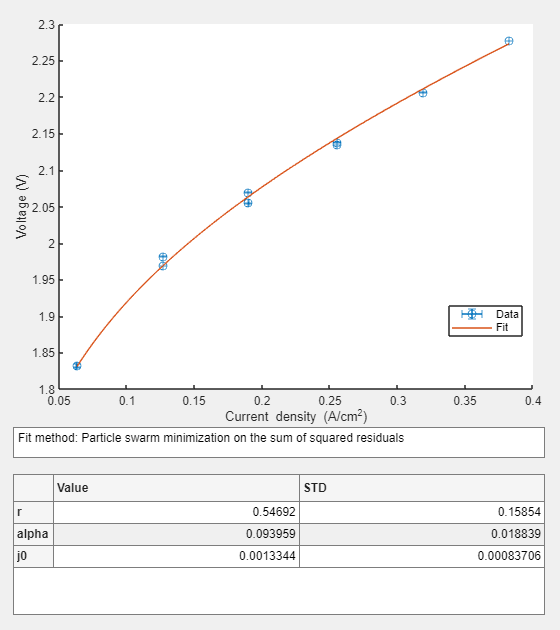 2.3
2.25
2.2
2.15
2.1
2.05
2
1.95
1.9
1.85
1.8
Voltage (V)
0.05 0.1 0.15 0.2 0.25 0.3 0.35 0.4
Current density (A/cm²)
Data
Fit
Fit method: Particle swarm minimization on the sum of squared residuals
Value STD
r 0.54692 0.15854
alpha 0.093959 0.018839
j0 0.0013344 0.00083706